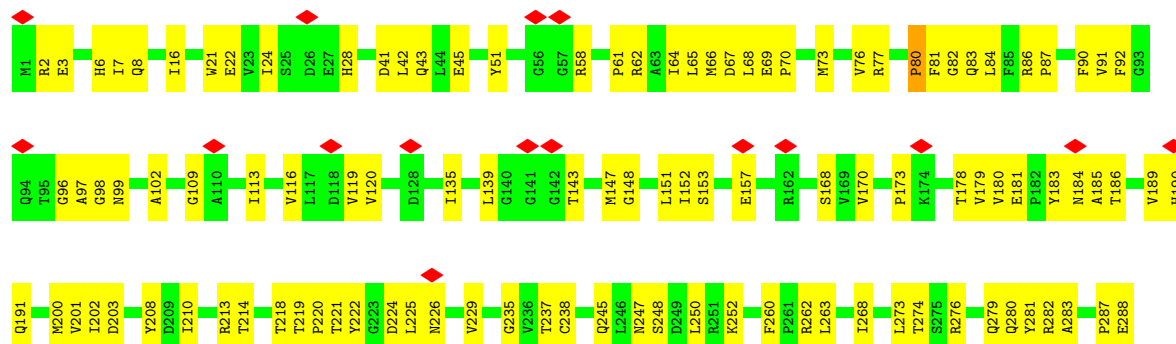 M1 R2 E3 H6 I7 Q8 I16 W21 E22 V23 I24 S25 D26 E27 H28 D41 L42 Q43 L44 E45 Y51 G56 G57 R58 P61 R62 A63 I64 L65 M66 D67 L68 E69 P70 M73 V76 R77 P80 F81 G82 Q83 L84 F85 R86 P87 F90 V91 F92 G93
Q94 T95 G96 A97 G98 N99 A102 G109 A110 I113 V116 L117 D118 V119 V120 D128 I135 L139 G140 G141 G142 T143 M147 G148 L151 I152 S153 E157 R162 S168 V169 V170 P173 K174 T178 V179 V180 E181 P182 Y183 N184 A185 T186 V189
Q191 M200 V201 I202 D203 Y208 D209 I210 R213 T214 T218 T219 P220 T221 Y222 G223 D224 L225 N226 V229 G235 V236 T237 C238 Q245 L246 N247 S248 D249 L250 R251 K252 F260 P261 R262 L263 I268 L273 T274 S275 R276 Q279 Q280 Y281 R282 A283 P287 E288